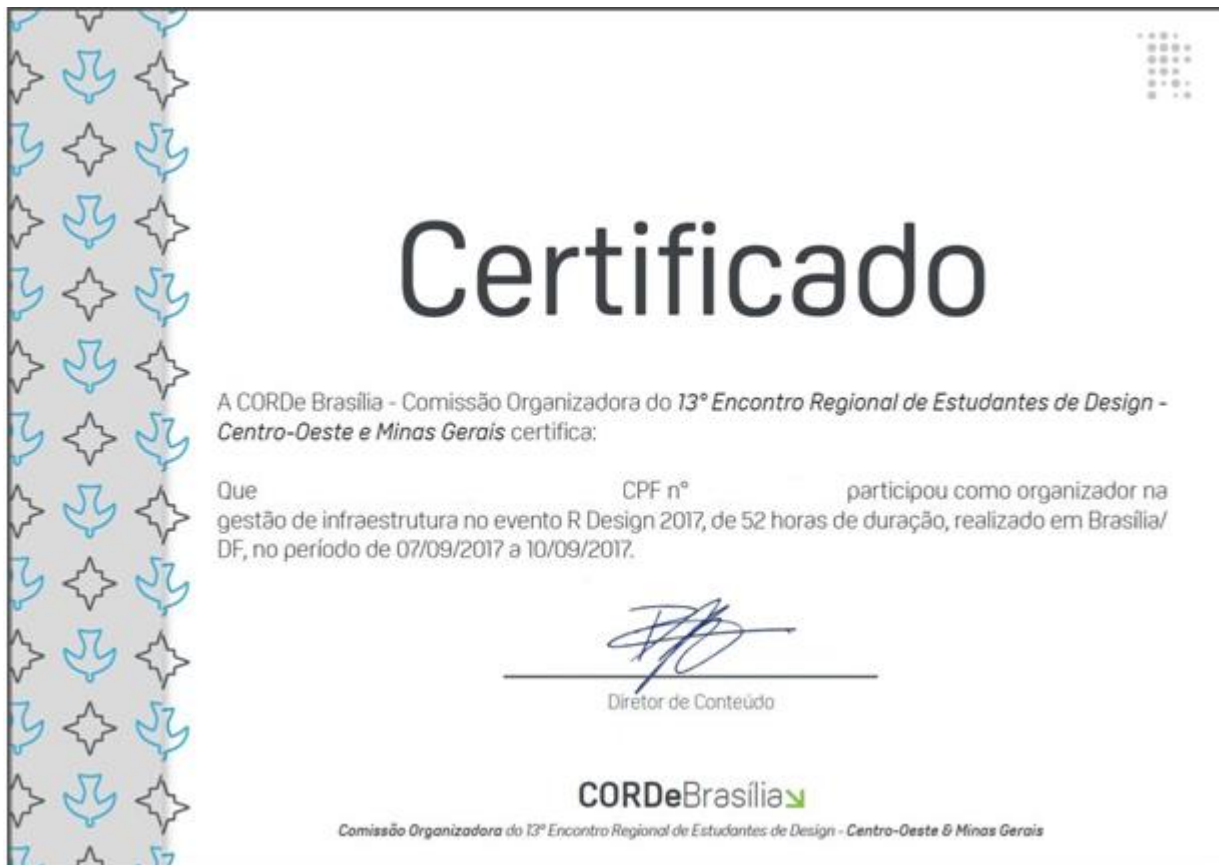 Certificado
A CORDe Brasília - Comissão Organizadora do 13° Encontro Regional de Estudantes de Design -
Centro-Oeste e Minas Gerais certifica:
Que CPF n° participou como organizador na
gestão de infraestrutura no evento R Design 2017, de 52 horas de duração, realizado em Brasília/
DF, no período de 07/09/2017 a 10/09/2017.
Diretor de Conteúdo
CORDeBrasília
Comissão Organizadora do 13° Encontro Regional de Estudantes de Design - Centro-Oeste & Minas Gerais